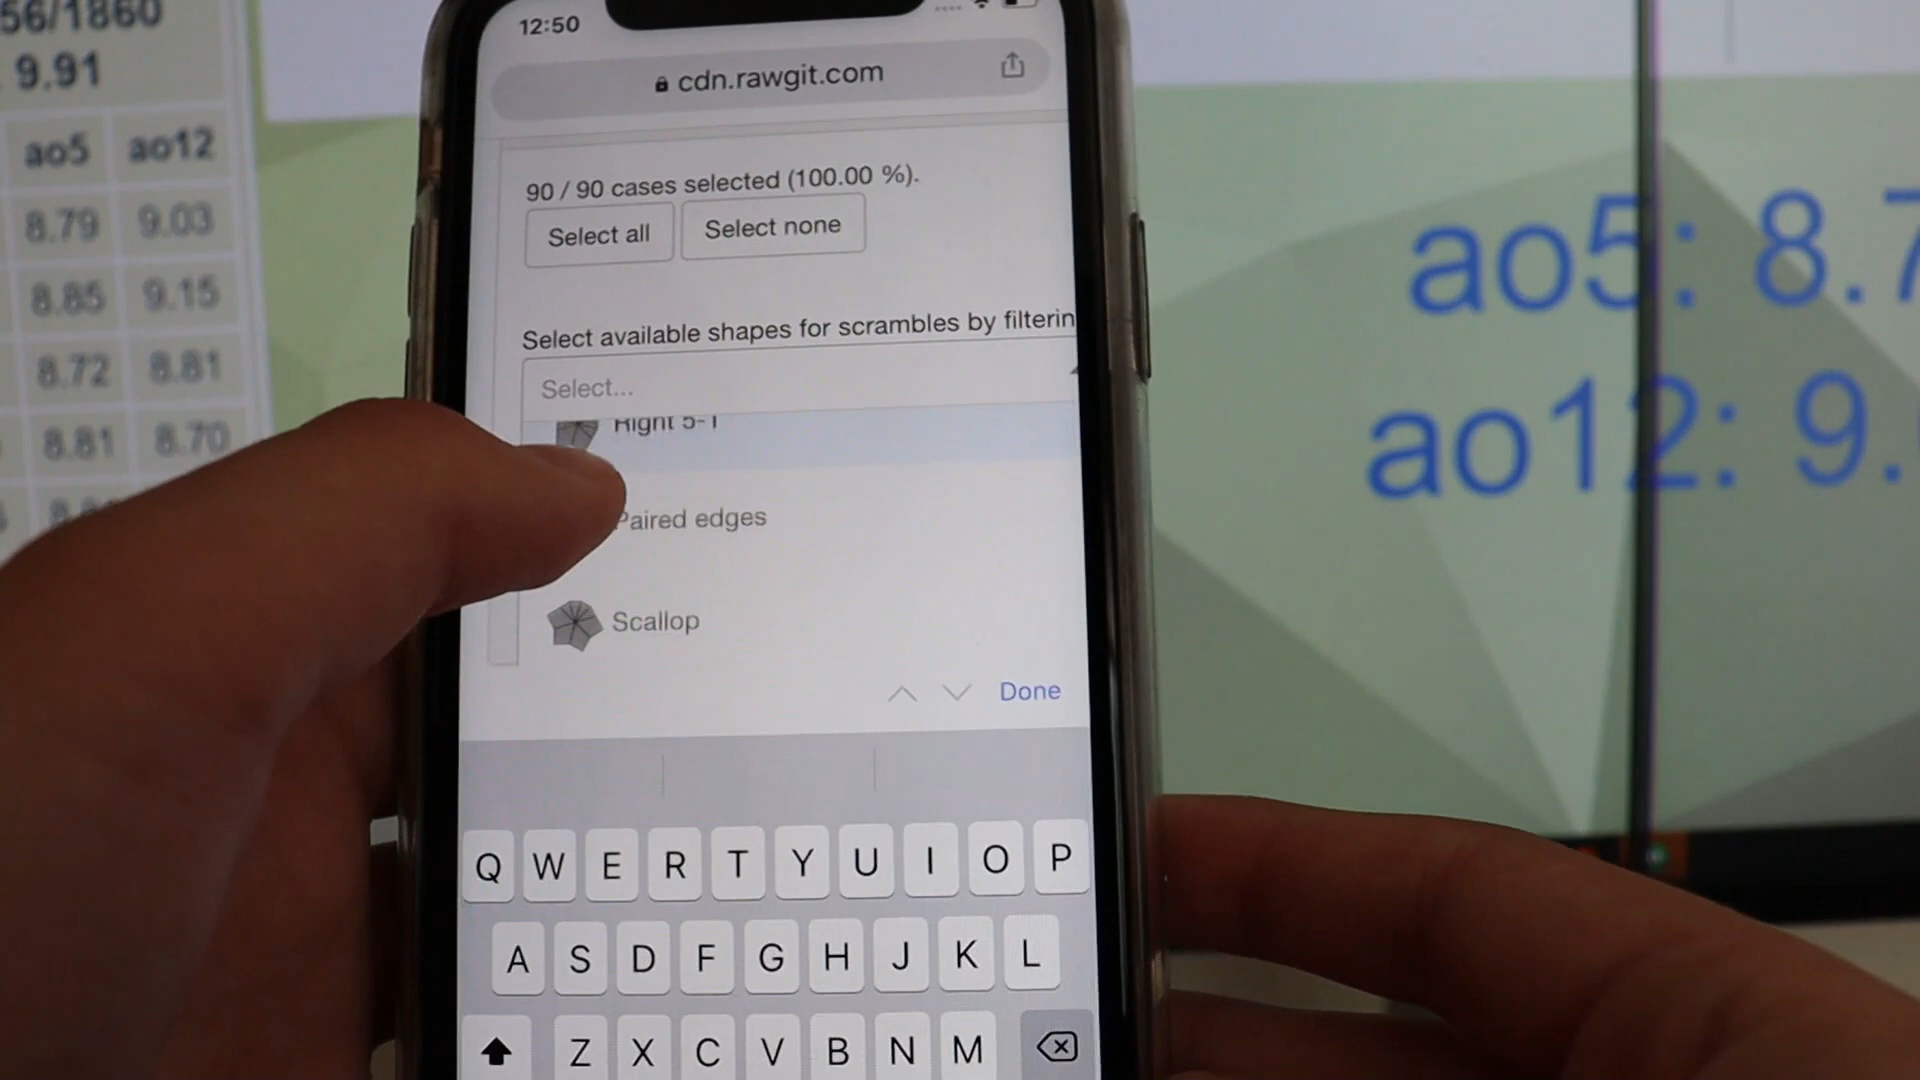 56/1860
9.91
ao5 ao12
8.79 9.03
8.85 9.15
8.72 8.81
8.81 8.70
12:50
cdn.rawgit.com
90 / 90 cases selected (100.00 %).
Select all Select none
Select available shapes for scrambles by filterin
Select...
Right 5-1
Paired edges
Scallop
Done
Q W E R T Y U I O P
A S D F G H J K L
Z X C V B N M
ao5: 8.7
ao12: 9.